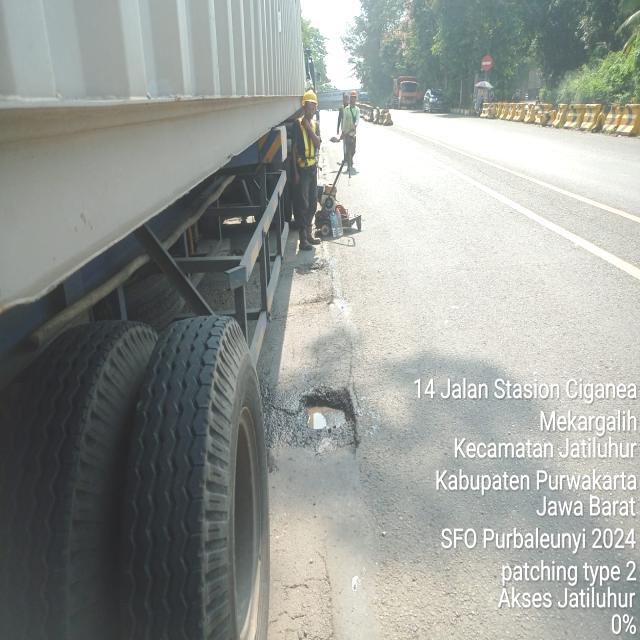 14 Jalan Stasion Ciganea
Mekargalih
Kecamatan Jatiluhur
Kabupaten Purwakarta
Jawa Barat
SFO Purbaleunyi 2024
patching type 2
Akses Jatiluhur
0%